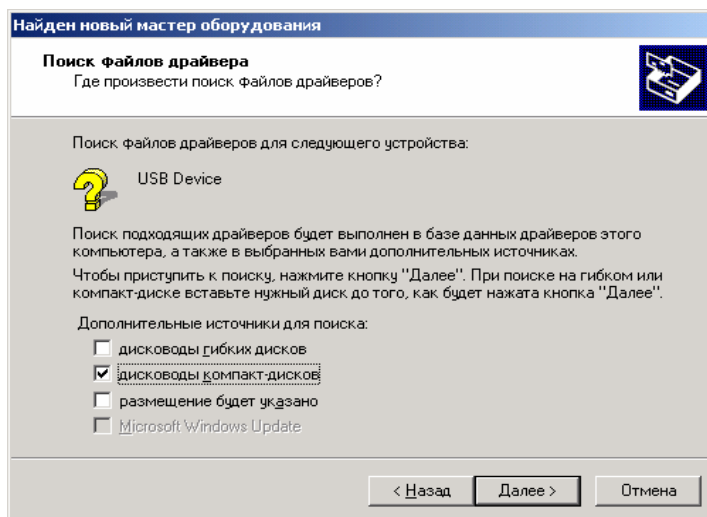 Найден новый мастер оборудования
Поиск файлов драйвера
Где произвести поиск файлов драйверов?
Поиск файлов драйверов для следующего устройства:
USB Device
Поиск подходящих драйверов будет выполнен в базе данных драйверов этого
компьютера, а также в выбранных вами дополнительных источниках.
Чтобы приступить к поиску, нажмите кнопку "Далее". При поиске на гибком или
компакт-диске вставьте нужный диск до того, как будет нажата кнопка "Далее".
Дополнительные источники для поиска:
дисководы гибких дисков
дисководы компакт-дисков
размещение будет указано
Microsoft Windows Update
< Назад Далее > Отмена